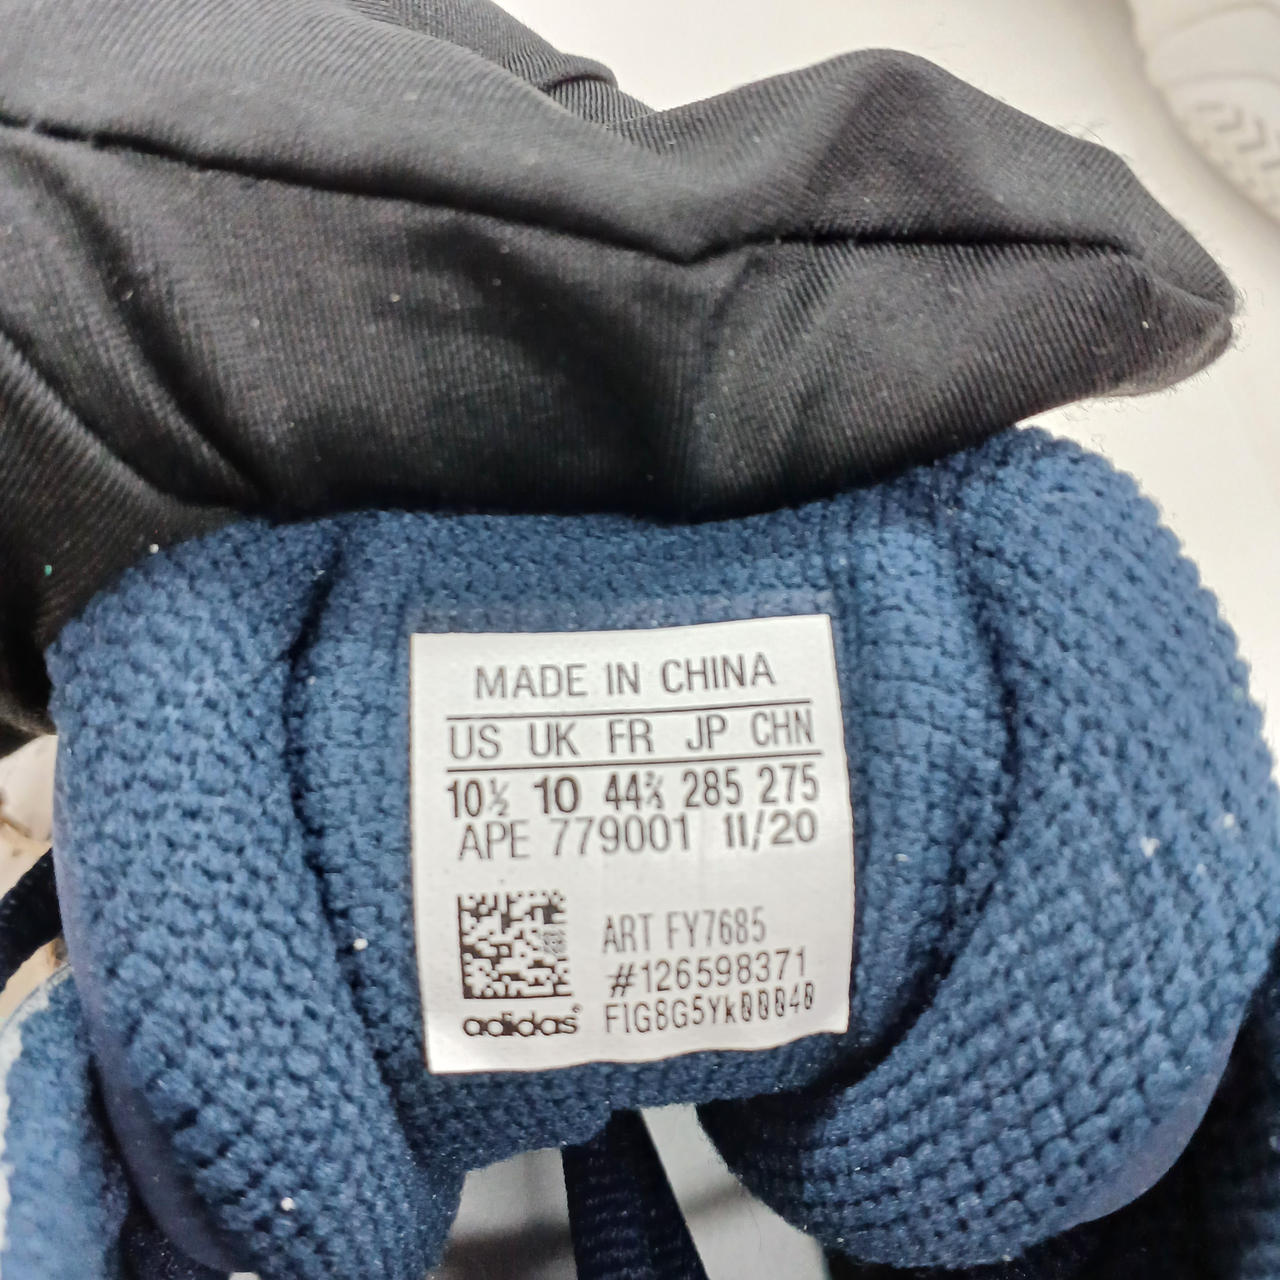 MADE IN CHINA
US UK FR JP CHN
10½ 10 44⅔ 285 275
APE 779001 11/20
ART FY7685
#126598371
adidas®
FIG8G5Yk00040